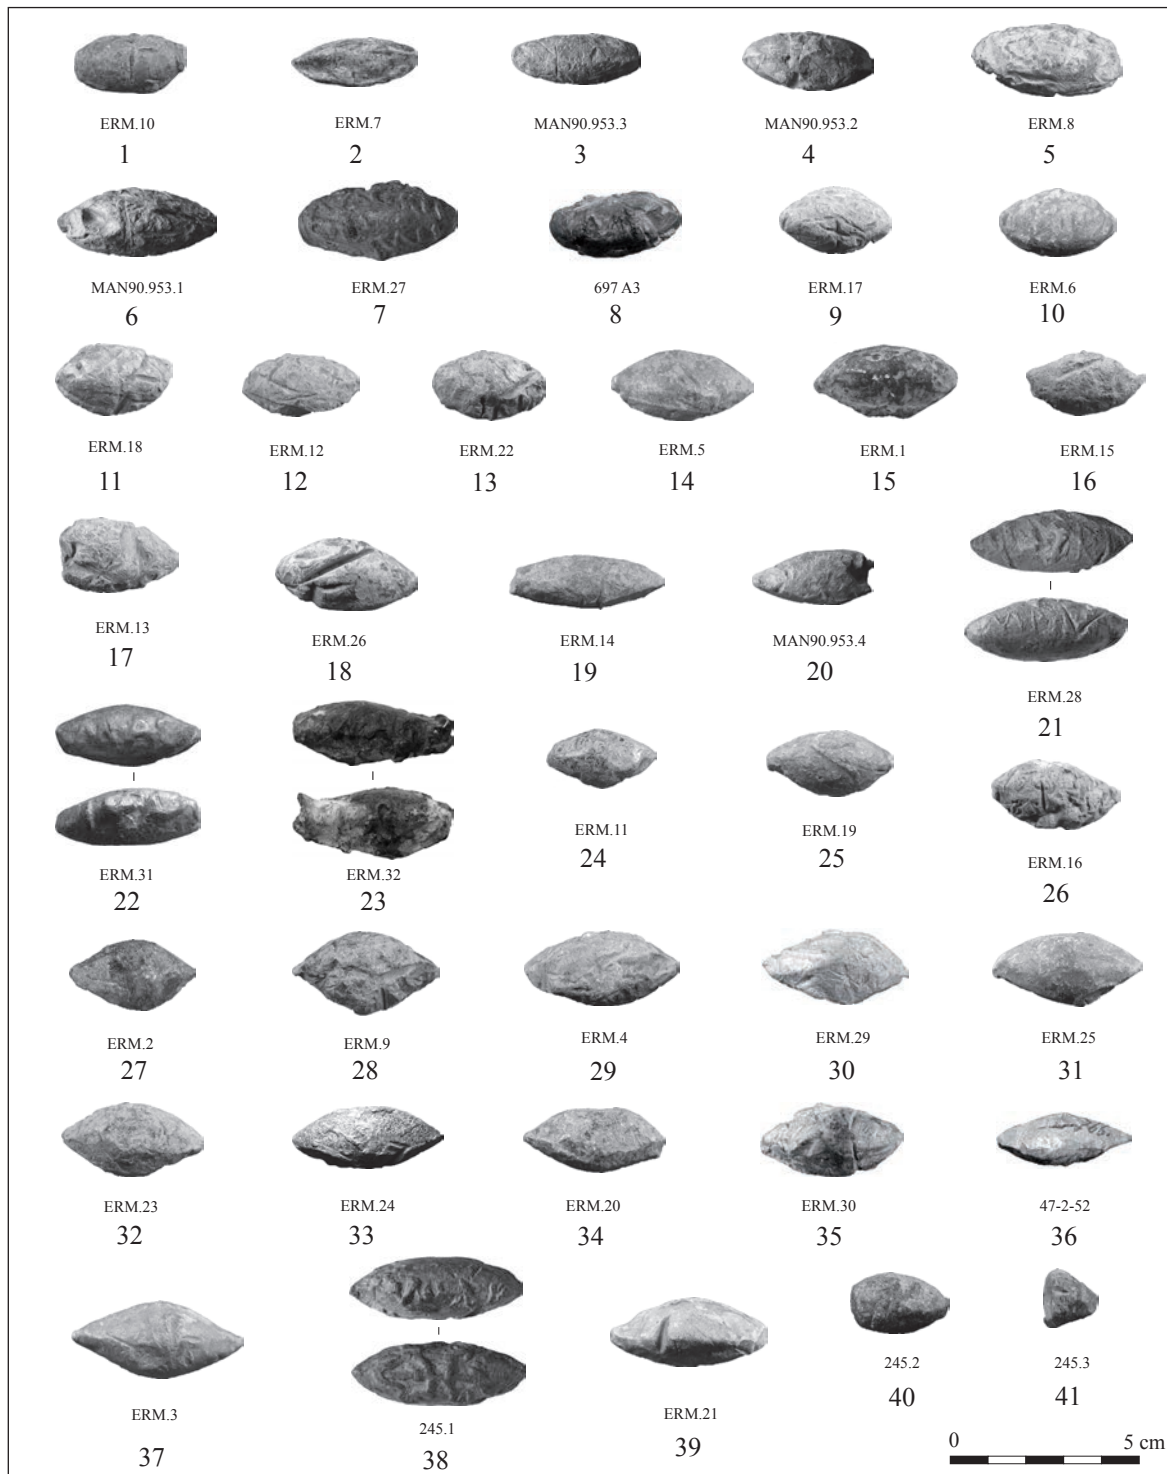 ERM.10 ERM.7 MAN90.953.3 MAN90.953.2 ERM.8
1 2 3 4 5
MAN90.953.1 ERM.27 697 A3 ERM.17 ERM.6
6 7 8 9 10
ERM.18 ERM.12 ERM.22 ERM.5 ERM.1 ERM.15
11 12 13 14 15 16
ERM.13 ERM.26 ERM.14 MAN90.953.4 ERM.28
17 18 19 20 21
ERM.31 ERM.32 ERM.11 ERM.19 ERM.16
22 23 24 25 26
ERM.2 ERM.9 ERM.4 ERM.29 ERM.25
27 28 29 30 31
ERM.23 ERM.24 ERM.20 ERM.30 47-2-52
32 33 34 35 36
ERM.3 245.1 ERM.21 245.2 245.3
37 38 39 40 41
0 5 cm